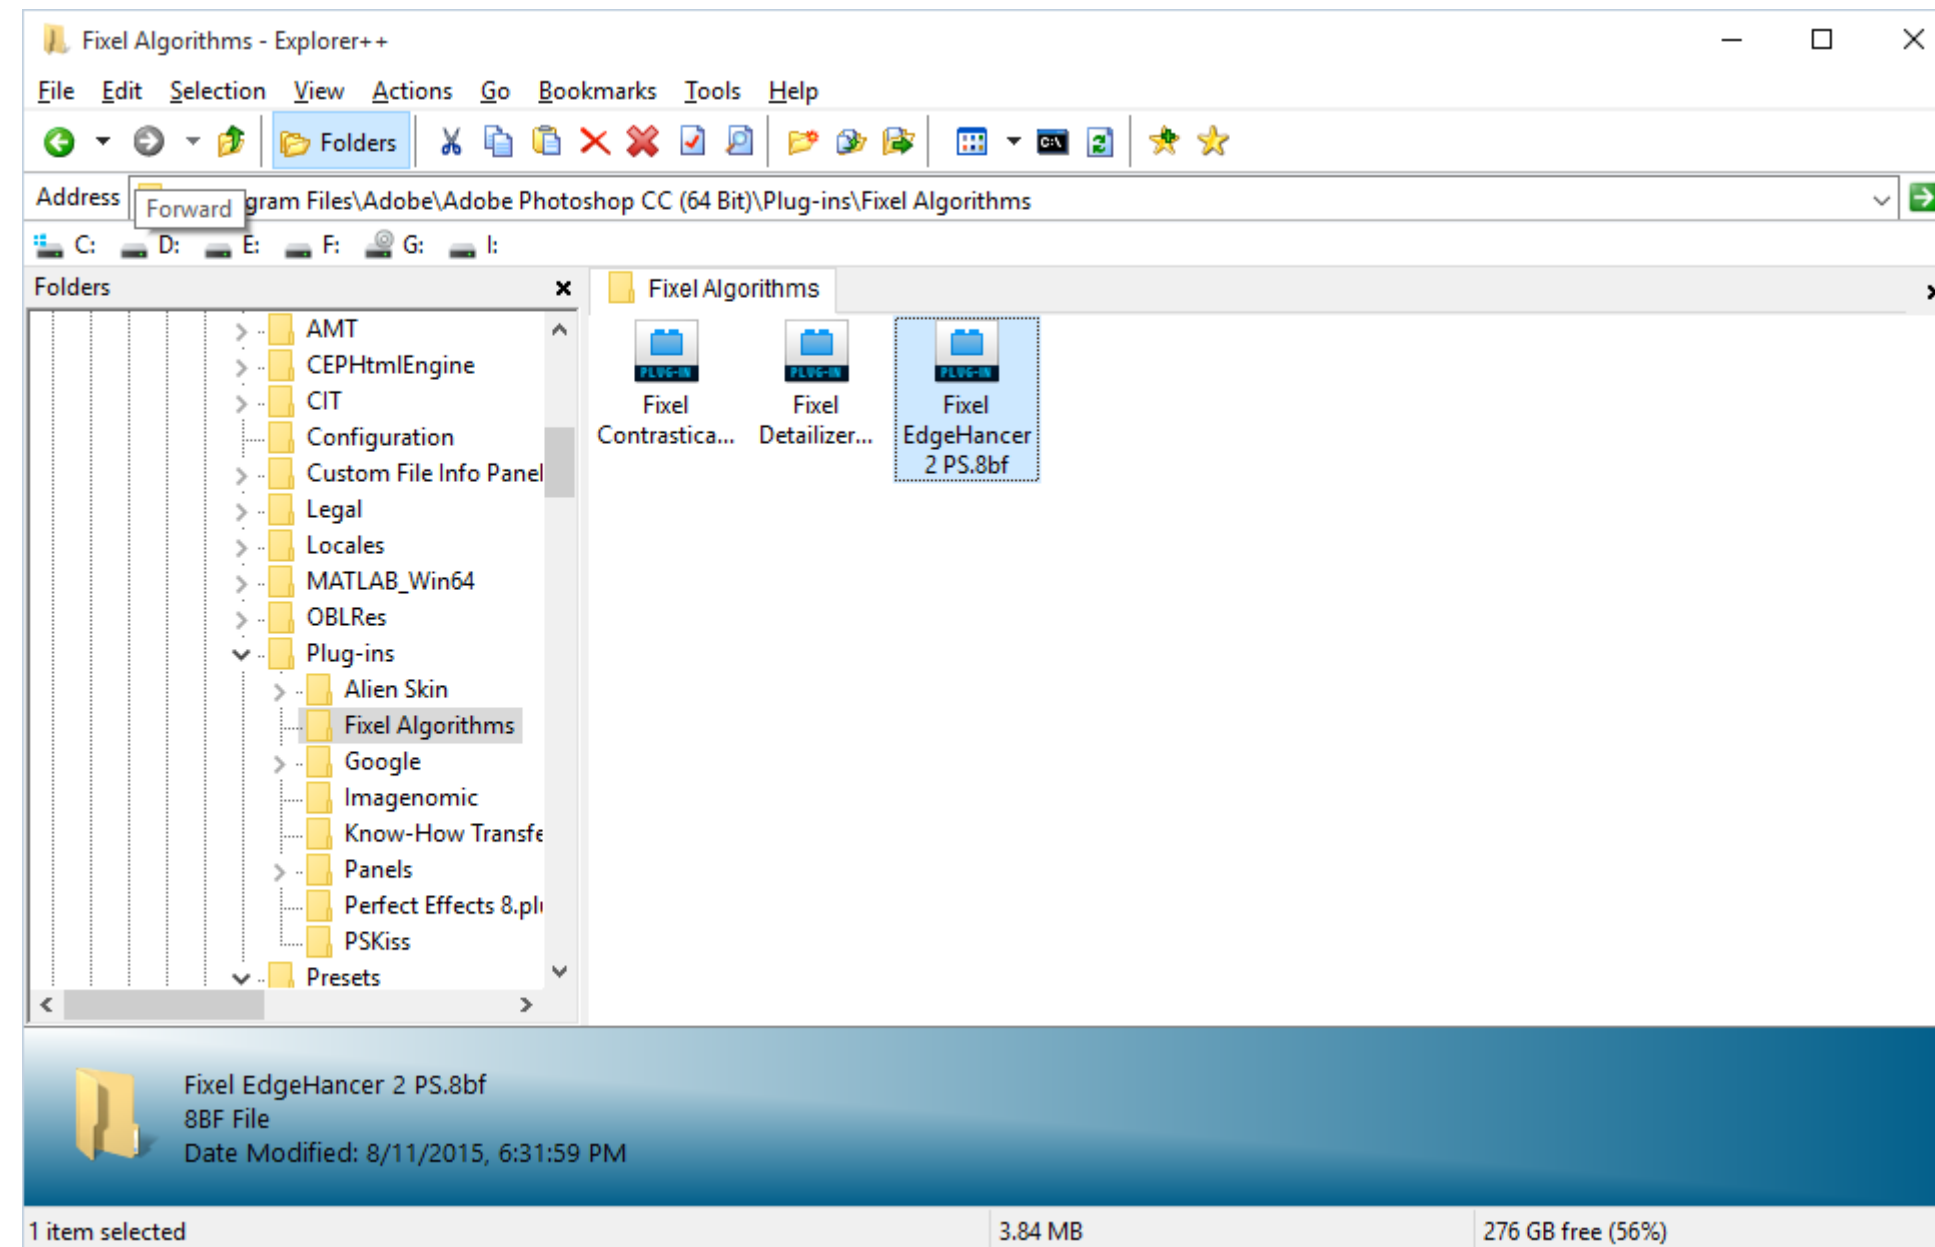 Fixel Algorithms - Explorer++
File Edit Selection View Actions Go Bookmarks Tools Help
Folders
Address
Forward
gram Files\Adobe\Adobe Photoshop CC (64 Bit)\Plug-ins\Fixel Algorithms
C: D: E: F: G: I:
Folders
AMT
CEPHtmlEngine
CIT
Configuration
Custom File Info Panel
Legal
Locales
MATLAB_Win64
OBLRes
Plug-ins
Alien Skin
Fixel Algorithms
Google
Imagenomic
Know-How Transfe
Panels
Perfect Effects 8.plu
PSKiss
Presets
Fixel Algorithms
PLUG-IN
Fixel
Contrastica...
PLUG-IN
Fixel
Detailizer...
PLUG-IN
Fixel
EdgeHancer
2 PS.8bf
Fixel EdgeHancer 2 PS.8bf
8BF File
Date Modified: 8/11/2015, 6:31:59 PM
1 item selected
3.84 MB
276 GB free (56%)